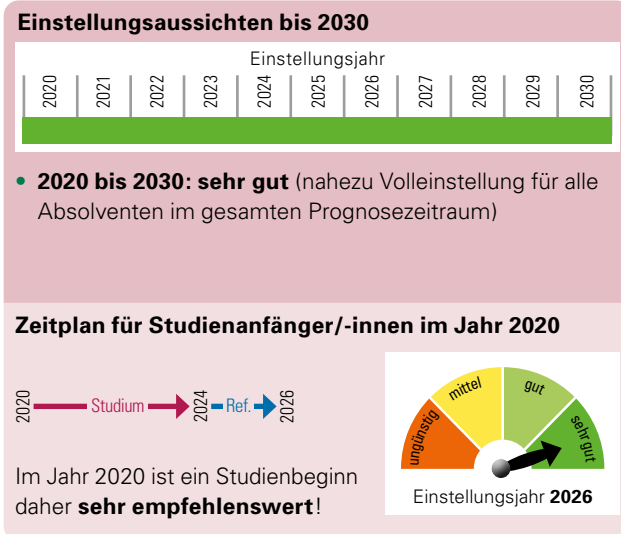 Einstellungsaussichten bis 2030
Einstellungsjahr
2020 2021 2022 2023 2024 2025 2026 2027 2028 2029 2030
• 2020 bis 2030: sehr gut (nahezu Volleinstellung für alle
Absolventen im gesamten Prognosezeitraum)
Zeitplan für Studienanfänger/-innen im Jahr 2020
2020 Studium 2024 Ref. 2026
Im Jahr 2020 ist ein Studienbeginn
daher sehr empfehlenswert!
ungünstig mittel gut sehr gut
Einstellungsjahr 2026